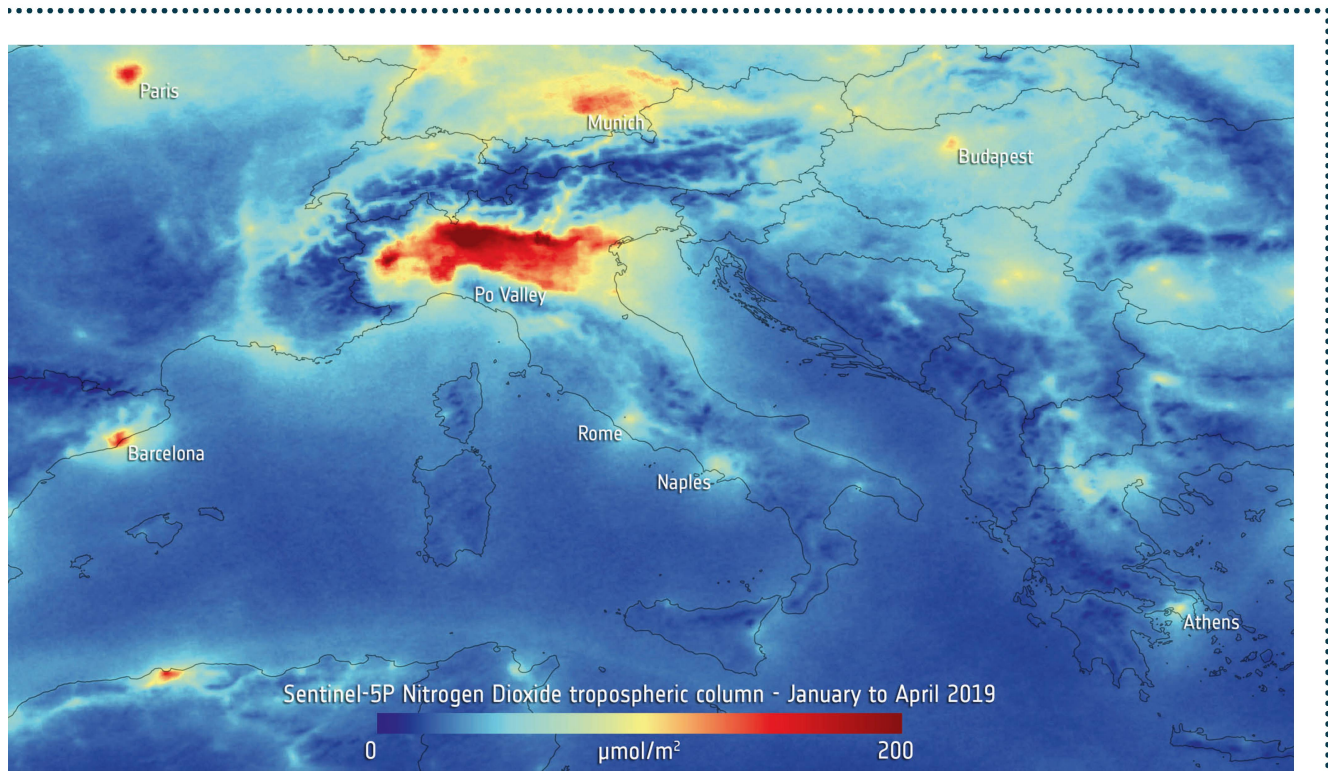 Paris
Munich
Budapest
Po Valley
Rome
Barcelona
Naples
Athens
Sentinel-5P Nitrogen Dioxide tropospheric column - January to April 2019
0 µmol/m² 200